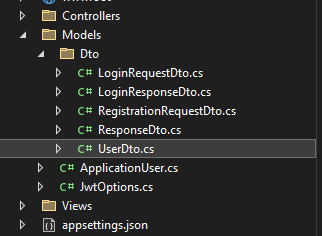 Controllers
Models
Dto
C# LoginRequestDto.cs
C# LoginResponseDto.cs
C# RegistrationRequestDto.cs
C# ResponseDto.cs
C# UserDto.cs
C# ApplicationUser.cs
C# JwtOptions.cs
Views
appsettings.json